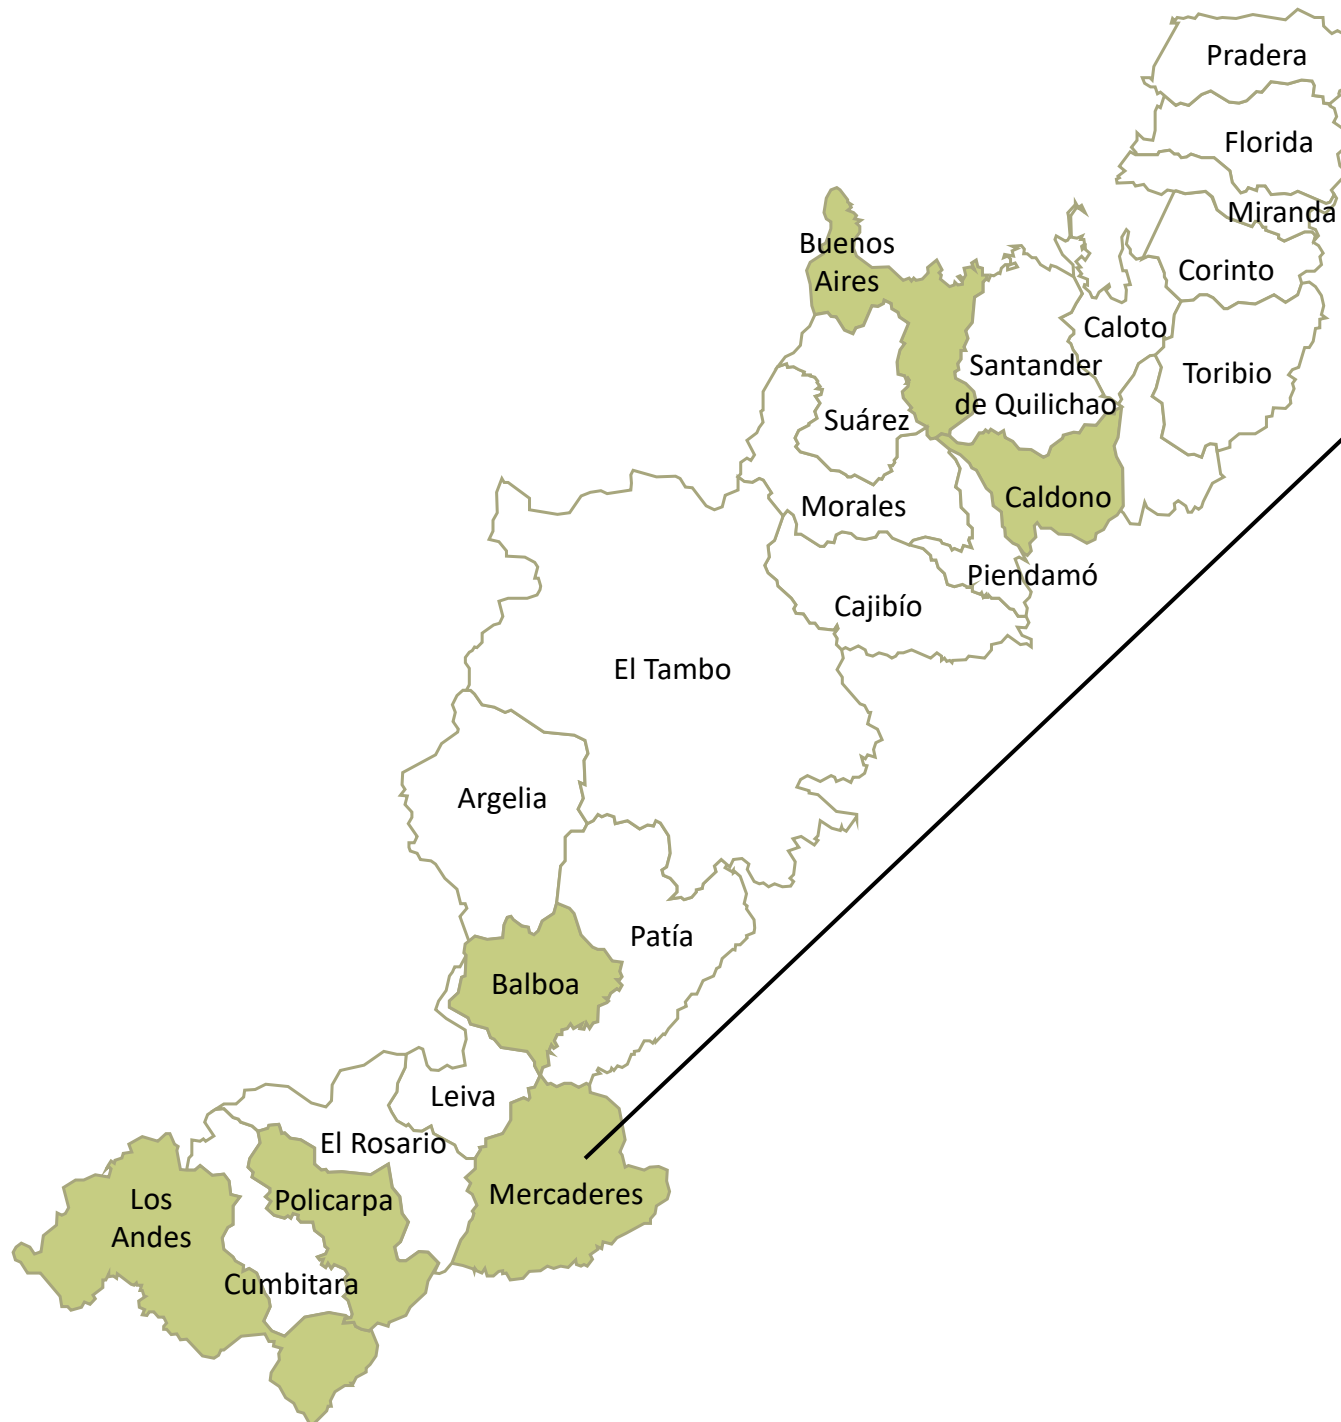 Pradera
Florida
Miranda
Buenos
Aires
Corinto
Caloto
Santander
de Quilichao
Toribio
Suárez
Morales
Caldono
Piendamó
Cajibío
El Tambo
Argelia
Patía
Balboa
Leiva
El Rosario
Mercaderes
Policarpa
Los
Andes
Cumbitara